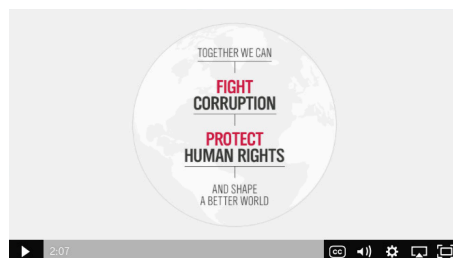 TOGETHER WE CAN
FIGHT
CORRUPTION
PROTECT
HUMAN RIGHTS
AND SHAPE
A BETTER WORLD
2:07
CC